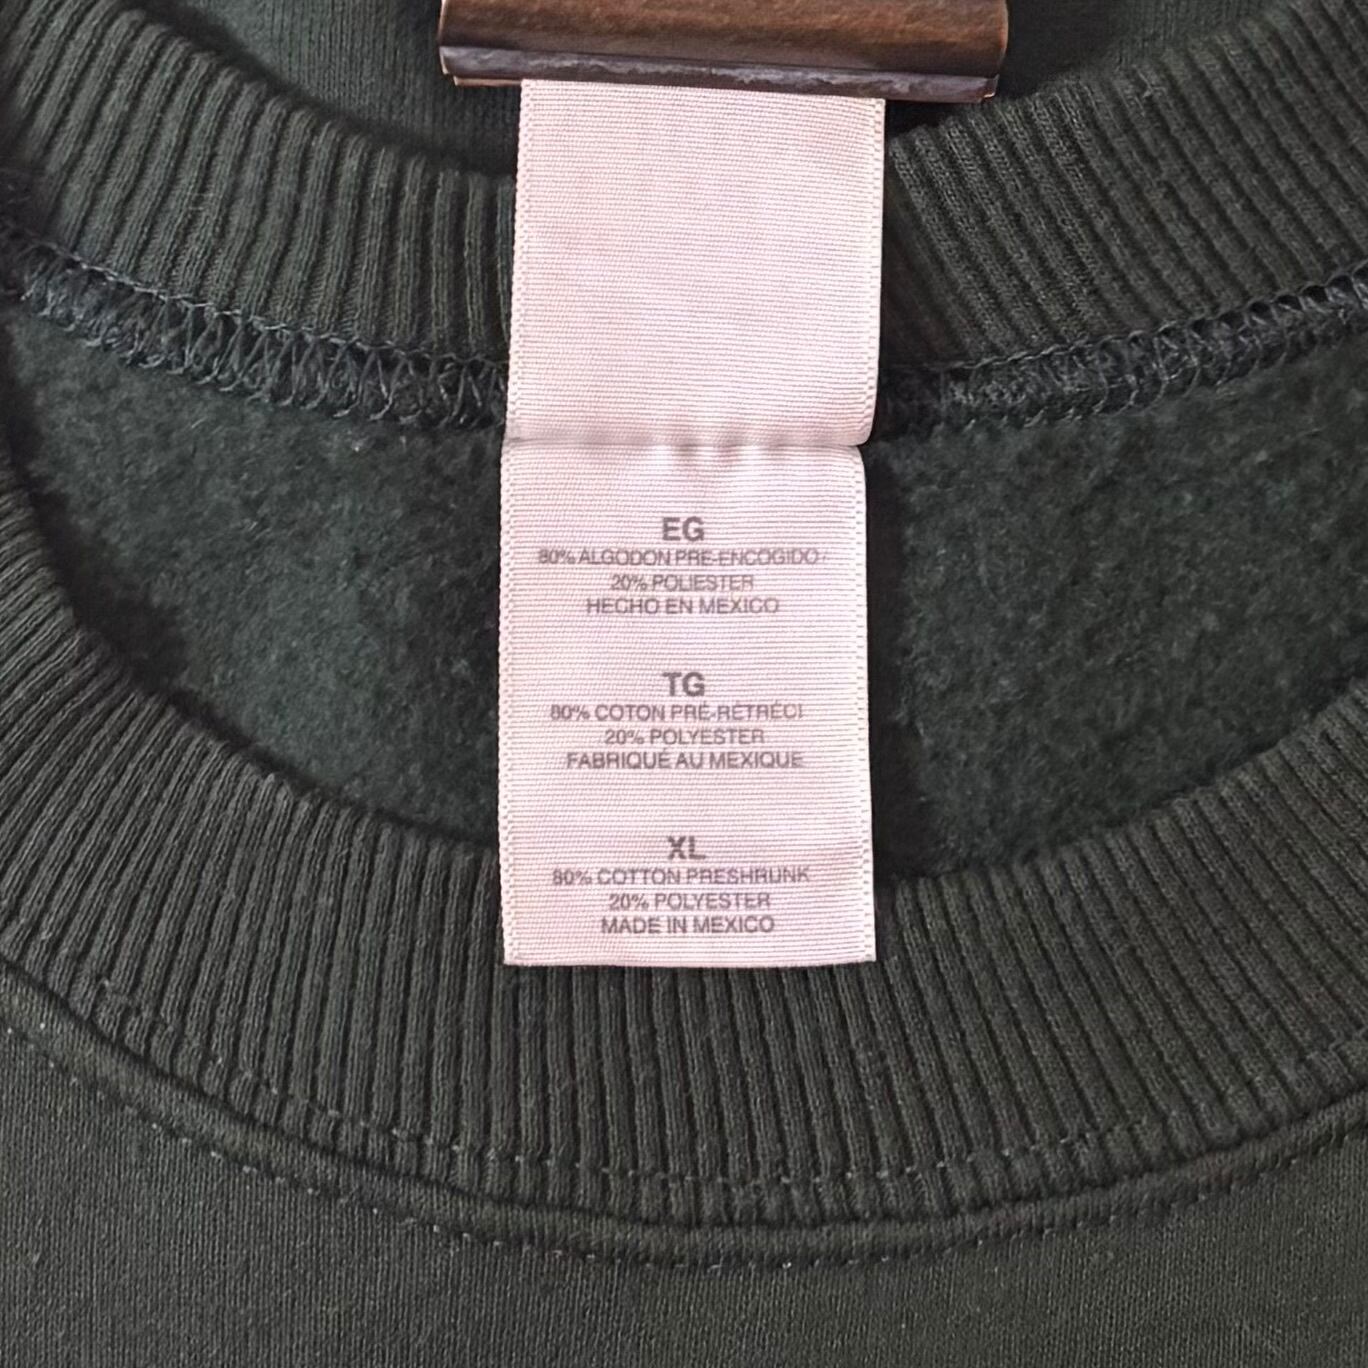 EG
80% ALGODON PRE-ENCOGIDO
20% POLIESTER
HECHO EN MEXICO
TG
80% COTON PRÉ-RÉTRÉCI
20% POLYESTER
FABRIQUÉ AU MEXIQUE
XL
80% COTTON PRESHRUNK
20% POLYESTER
MADE IN MEXICO